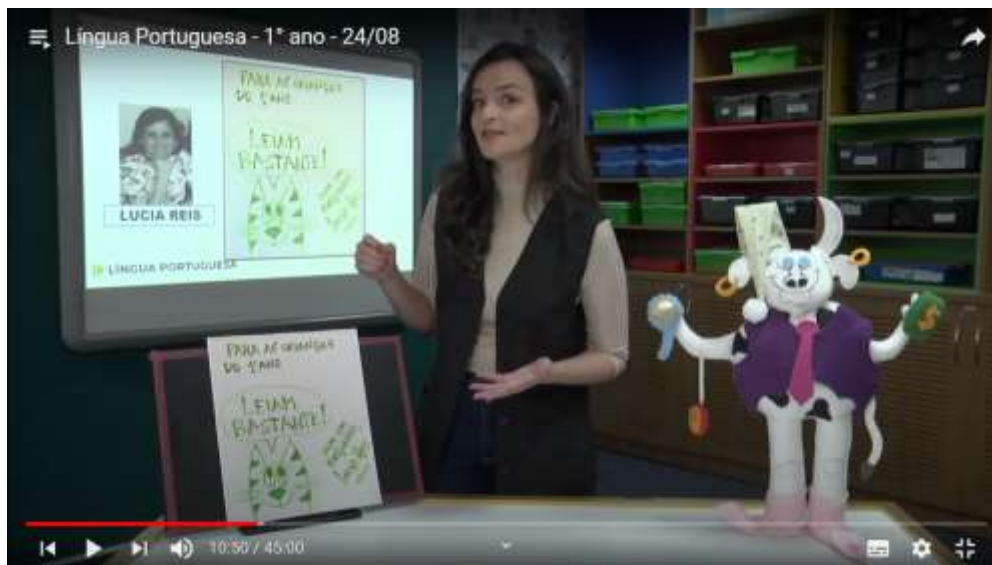 Língua Portuguesa - 1° ano - 24/08
PARA AS CRIANÇAS
DO 1º ANO
LEIAM
BASTANTE!
LUCIA REIS
LÍNGUA PORTUGUESA
PARA AS CRIANÇAS
DO 1º ANO
LEIAM
BASTANTE!
$
10:50 / 45:00